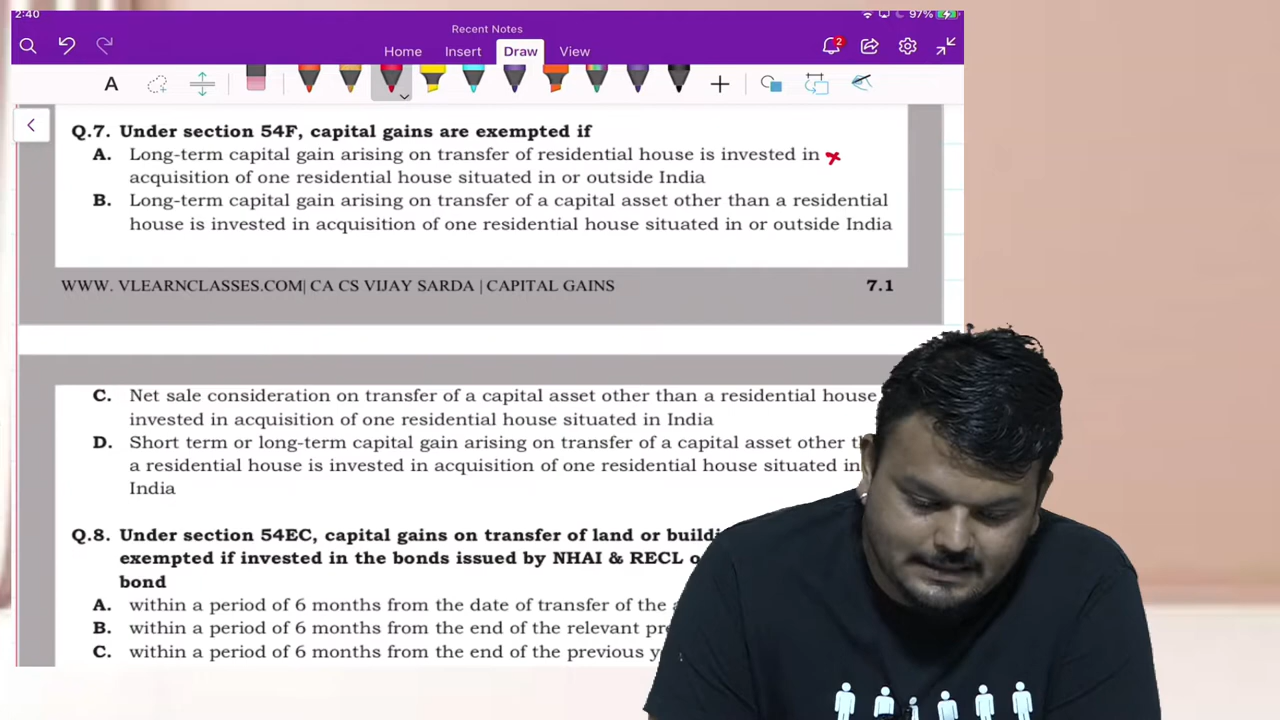 2:40
97%
Recent Notes
Home Insert Draw View
2
A
Q.7. Under section 54F, capital gains are exempted if
A. Long-term capital gain arising on transfer of residential house is invested in
acquisition of one residential house situated in or outside India
B. Long-term capital gain arising on transfer of a capital asset other than a residential
house is invested in acquisition of one residential house situated in or outside India
WWW. VLEARNCLASSES.COM| CA CS VIJAY SARDA | CAPITAL GAINS 7.1
C. Net sale consideration on transfer of a capital asset other than a residential house
invested in acquisition of one residential house situated in India
D. Short term or long-term capital gain arising on transfer of a capital asset other
a residential house is invested in acquisition of one residential house situated in
India
Q.8. Under section 54EC, capital gains on transfer of land or
exempted if invested in the bonds issued by NHAI & RECL
bond
A. within a period of 6 months from the date of transfer of the
B. within a period of 6 months from the end of the relevant
C. within a period of 6 months from the end of the previous